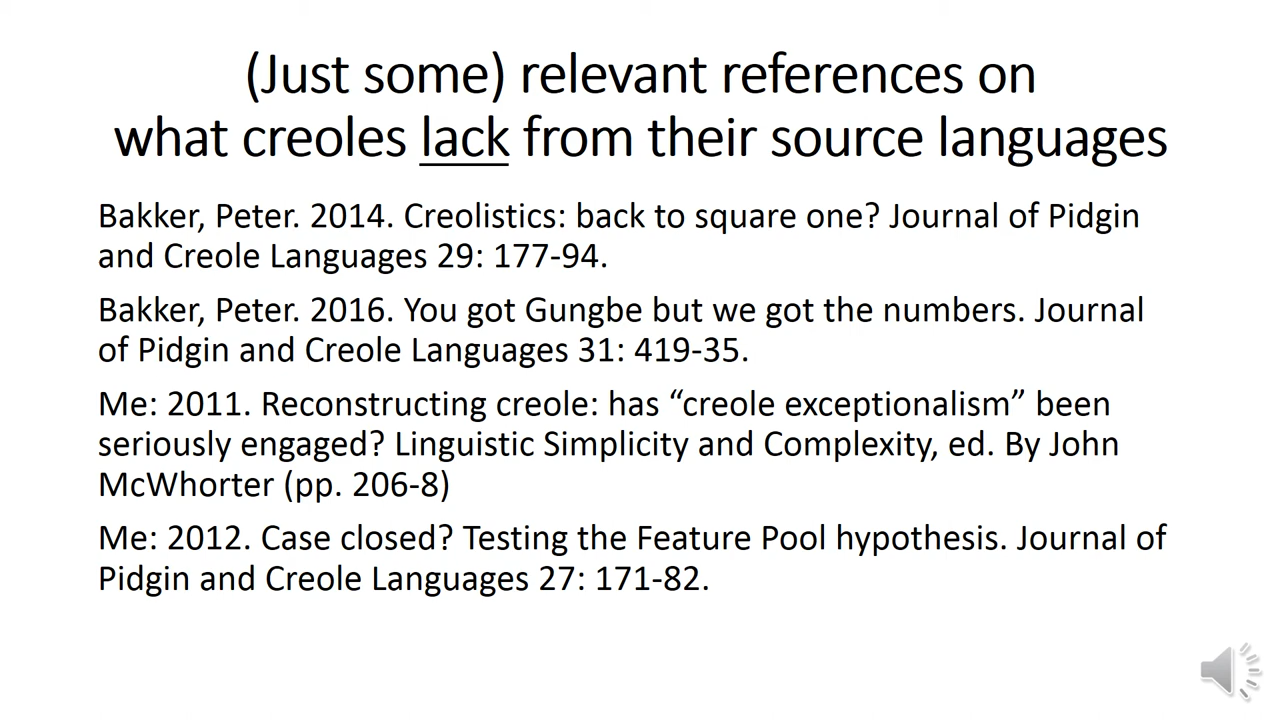 (Just some) relevant references on
what creoles lack from their source languages
Bakker, Peter. 2014. Creolistics: back to square one? Journal of Pidgin
and Creole Languages 29: 177-94.
Bakker, Peter. 2016. You got Gungbe but we got the numbers. Journal
of Pidgin and Creole Languages 31: 419-35.
Me: 2011. Reconstructing creole: has “creole exceptionalism” been
seriously engaged? Linguistic Simplicity and Complexity, ed. By John
McWhorter (pp. 206-8)
Me: 2012. Case closed? Testing the Feature Pool hypothesis. Journal of
Pidgin and Creole Languages 27: 171-82.